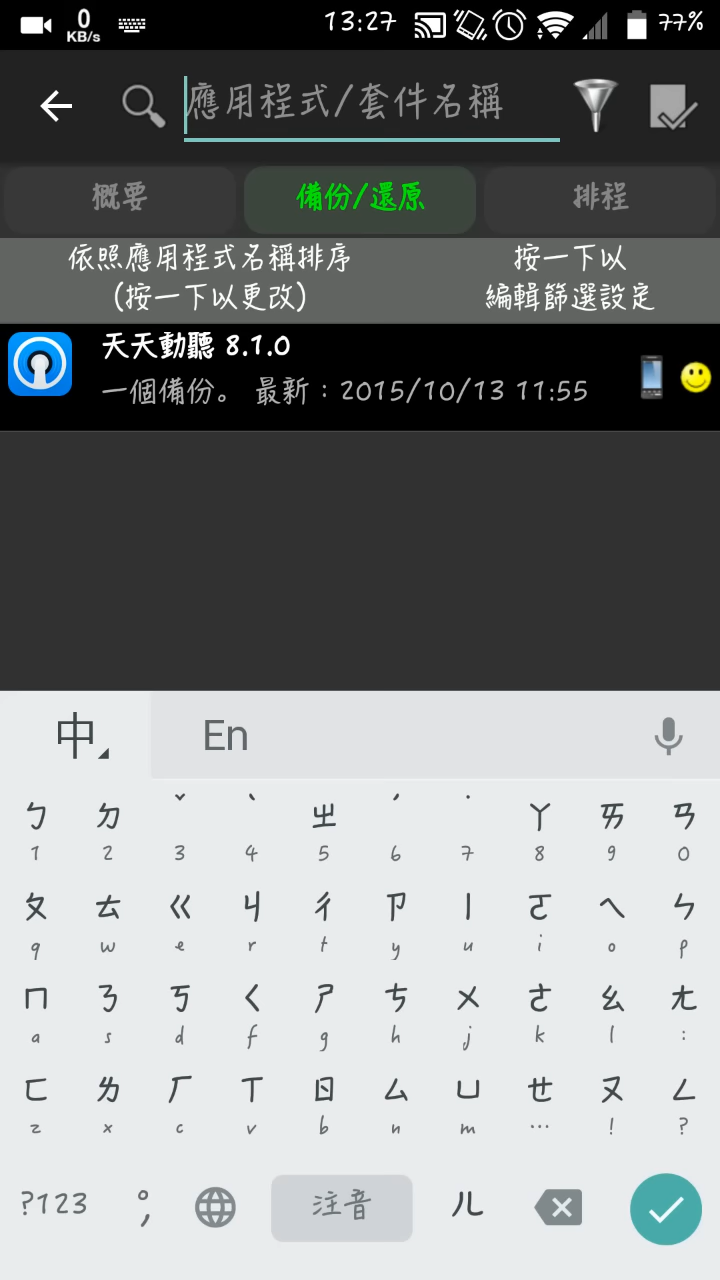 0
KB/s
13:27
77%
應用程式/套件名稱
概要
備份/還原
排程
依照應用程式名稱排序
(按一下以更改)
按一下以
編輯篩選設定
天天動聽 8.1.0
一個備份。 最新：2015/10/13 11:55
中 En
ㄅ ㄉ ˇ ˋ ㄓ ˊ ˙ ㄚ ㄞ ㄢ
1 2 3 4 5 6 7 8 9 0
ㄆ ㄊ ㄍ ㄐ ㄔ ㄗ ㄧ ㄛ ㄟ ㄣ
q w e r t y u i o p
ㄇ ㄋ ㄎ ㄑ ㄕ ㄘ ㄨ ㄜ ㄠ ㄤ
a s d f g h j k l :
ㄈ ㄌ ㄏ ㄒ ㄖ ㄙ ㄩ ㄝ ㄡ ㄥ
z x c v b n m … ! ?
?123 °, 注音 ㄦ